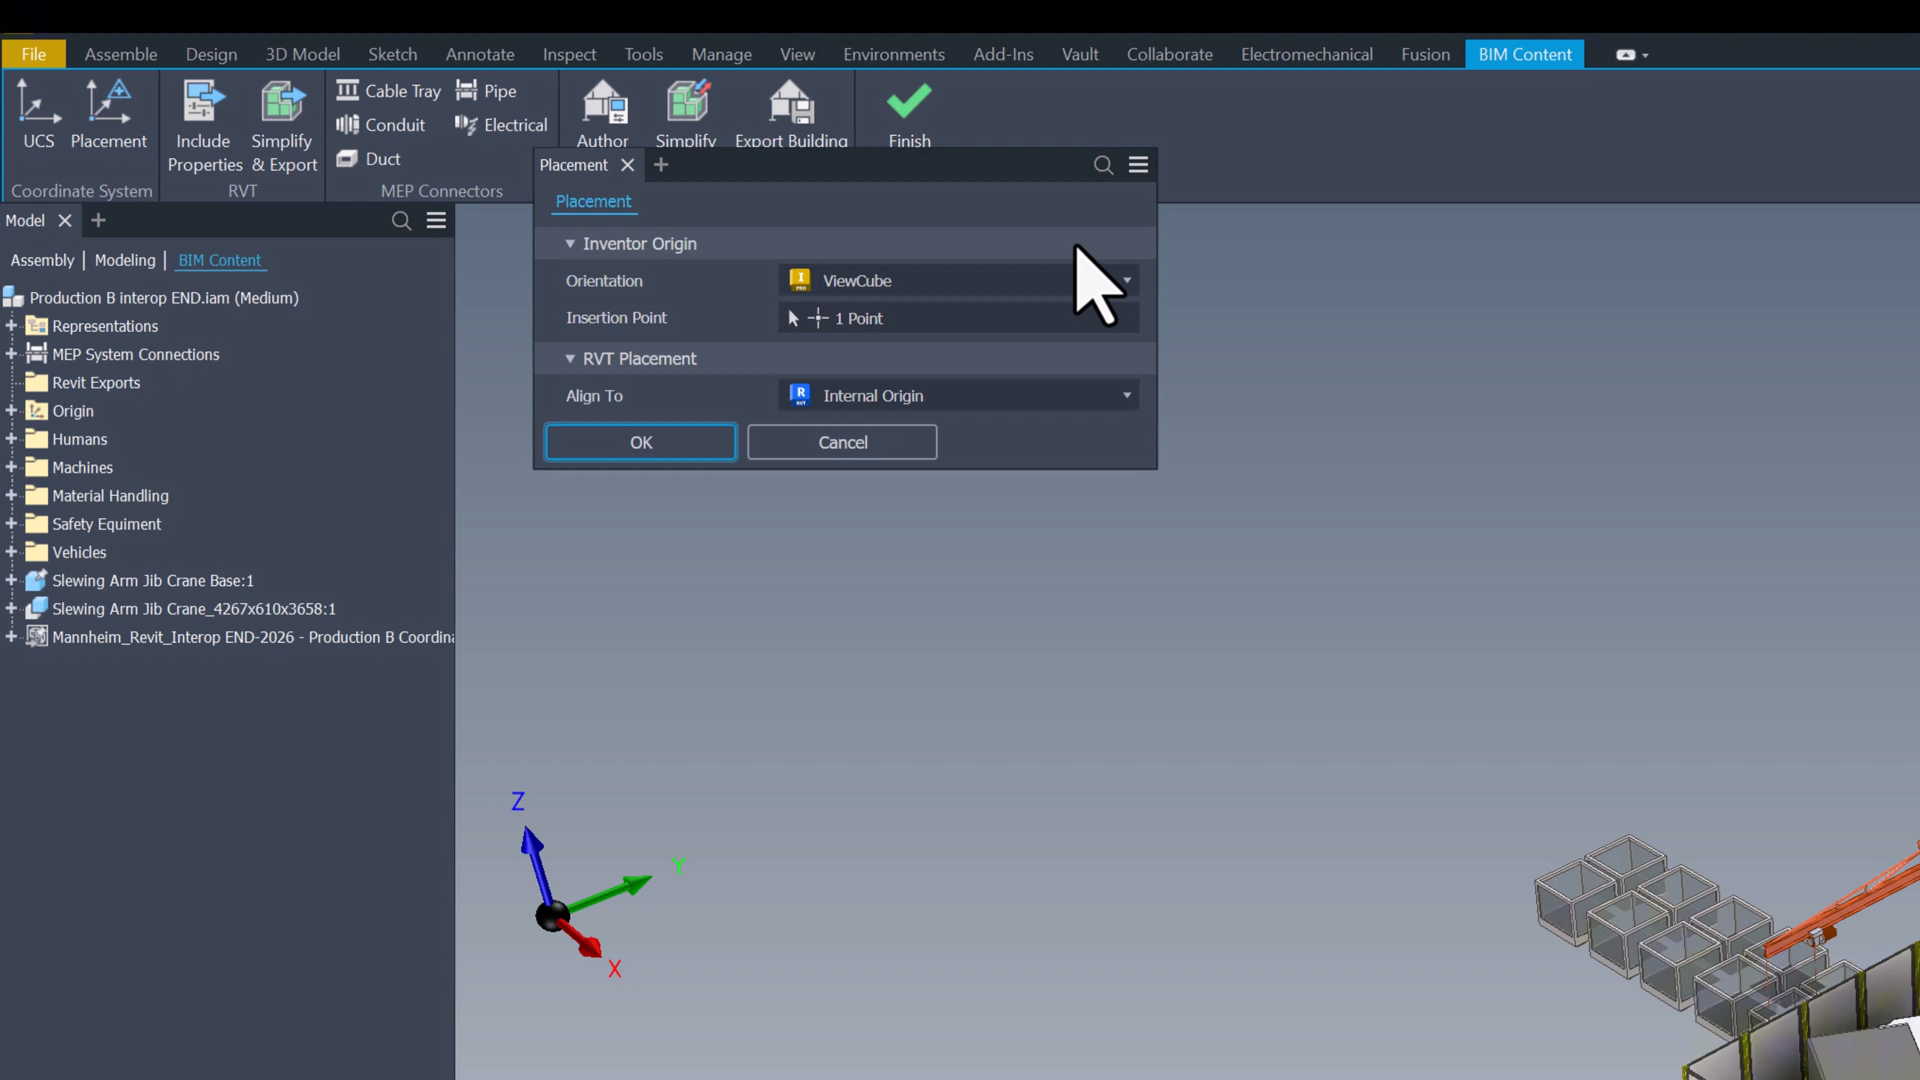 File Assemble Design 3D Model Sketch Annotate Inspect Tools Manage View Environments Add-Ins Vault Collaborate Electromechanical Fusion BIM Content
UCS Placement Include Properties Simplify & Export Cable Tray Pipe Author Simplify Export Building Finish
Conduit Electrical
Duct
Coordinate System RVT MEP Connectors
Placement
Placement
Inventor Origin
Orientation I PRO ViewCube
Insertion Point 1 Point
RVT Placement
Align To R RVT Internal Origin
OK Cancel
Model
Assembly | Modeling | BIM Content
Production B interop END.iam (Medium)
Representations
MEP System Connections
Revit Exports
Origin
Humans
Machines
Material Handling
Safety Equiment
Vehicles
Slewing Arm Jib Crane Base:1
Slewing Arm Jib Crane_4267x610x3658:1
Mannheim_Revit_Interop END-2026 - Production B Coordina
Z
Y
X